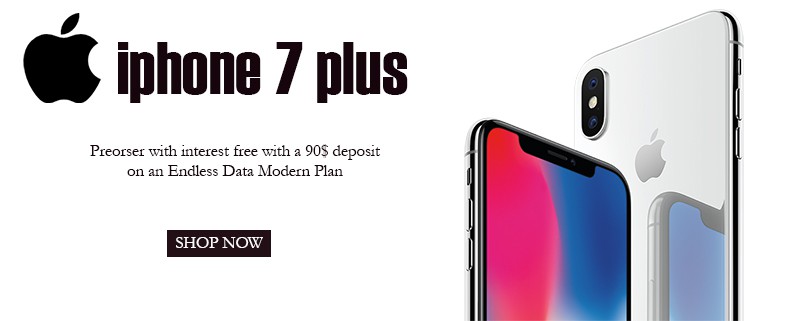 iphone 7 plus
Preorser with interest free with a 90$ deposit
on an Endless Data Modern Plan
SHOP NOW